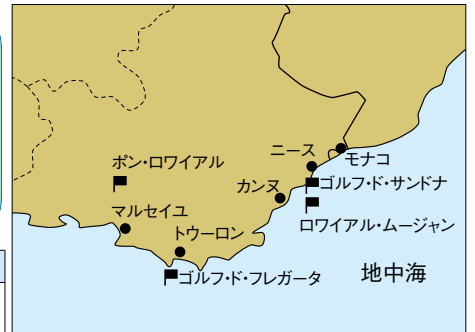 ニース
モナコ
ポン・ロワイアル
カンヌ
ゴルフ・ド・サンドナ
マルセイユ
ロワイアル・ムージャン
トウーロン
ゴルフ・ド・フレガータ
地中海